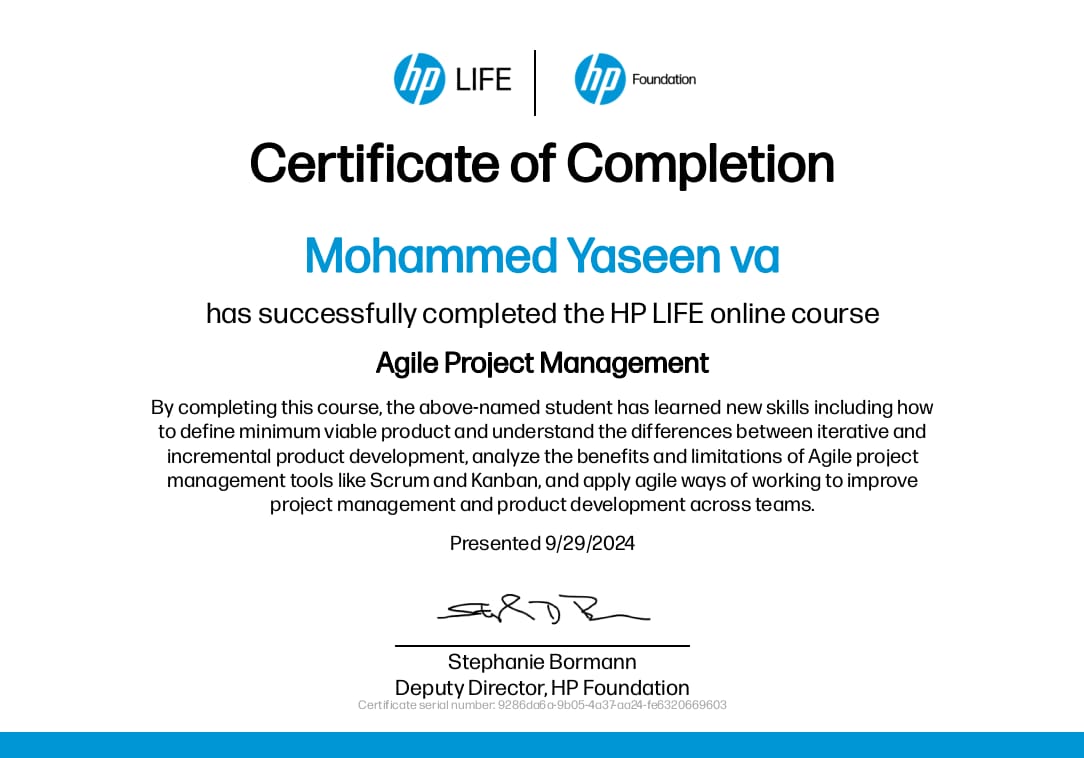 hp LIFE
hp Foundation
Certificate of Completion
Mohammed Yaseen va
has successfully completed the HP LIFE online course
Agile Project Management
By completing this course, the above-named student has learned new skills including how
to define minimum viable product and understand the differences between iterative and
incremental product development, analyze the benefits and limitations of Agile project
management tools like Scrum and Kanban, and apply agile ways of working to improve
project management and product development across teams.
Presented 9/29/2024
Stephanie Bormann
Deputy Director, HP Foundation
Certificate serial number: 9286da6a-9b05-4a37-aa24-fe6320669603